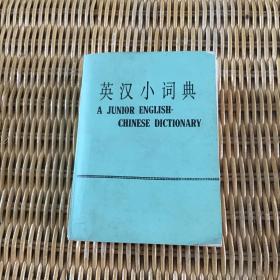 英汉小词典
A JUNIOR ENGLISH-
CHINESE DICTIONARY